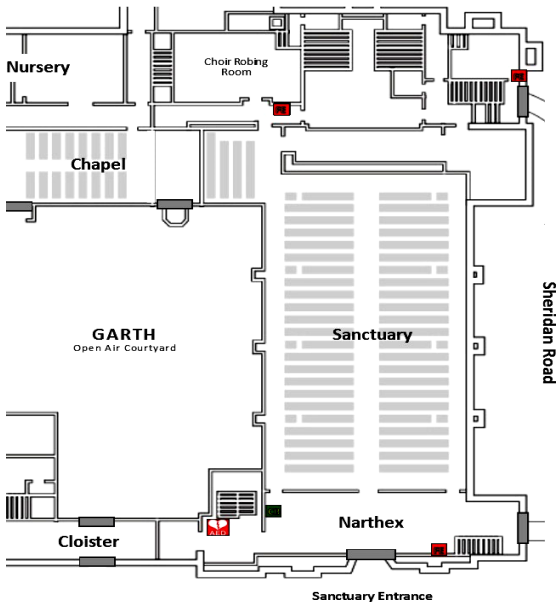 Nursery
Choir Robing
Room
Chapel
GARTH
Open Air Courtyard
Sanctuary
Sheridan Road
AED
Narthex
Cloister
Sanctuary Entrance